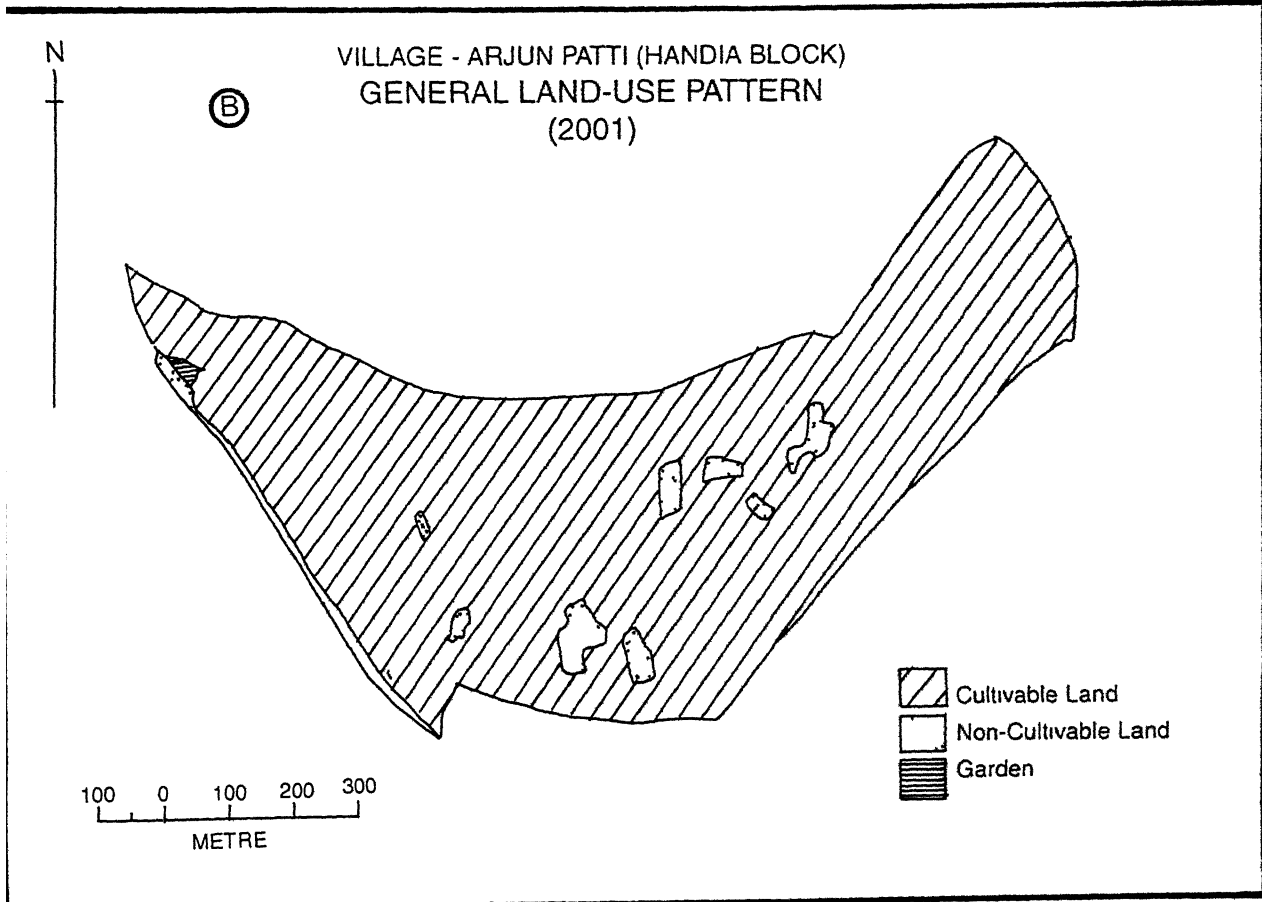 N
B
VILLAGE - ARJUN PATTI (HANDIA BLOCK)
GENERAL LAND-USE PATTERN
(2001)
Cultivable Land
Non-Cultivable Land
Garden
100 0 100 200 300
METRE